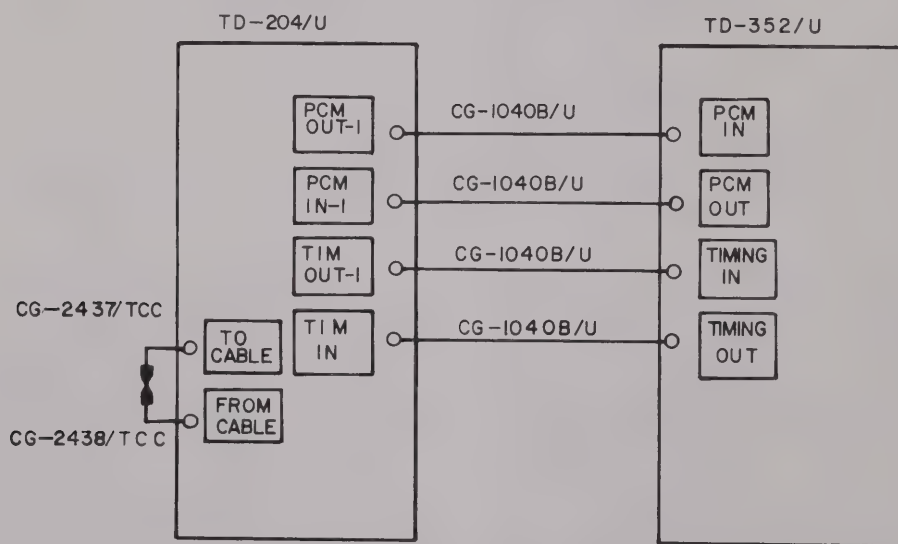 TD-204/U
TD-352/U
PCM
OUT-1
CG-1040B/U
PCM
IN
PCM
IN-1
CG-1040B/U
PCM
OUT
TIM
OUT-1
CG-1040B/U
TIMING
IN
CG-2437/TCC
TO
CABLE
TIM
IN
CG-1040B/U
TIMING
OUT
FROM
CABLE
CG-2438/TCC